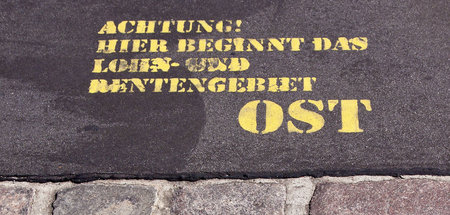 ACHTUNG!
HIER BEGINNT DAS
LOHN- UND
RENTENGEBIET
OST